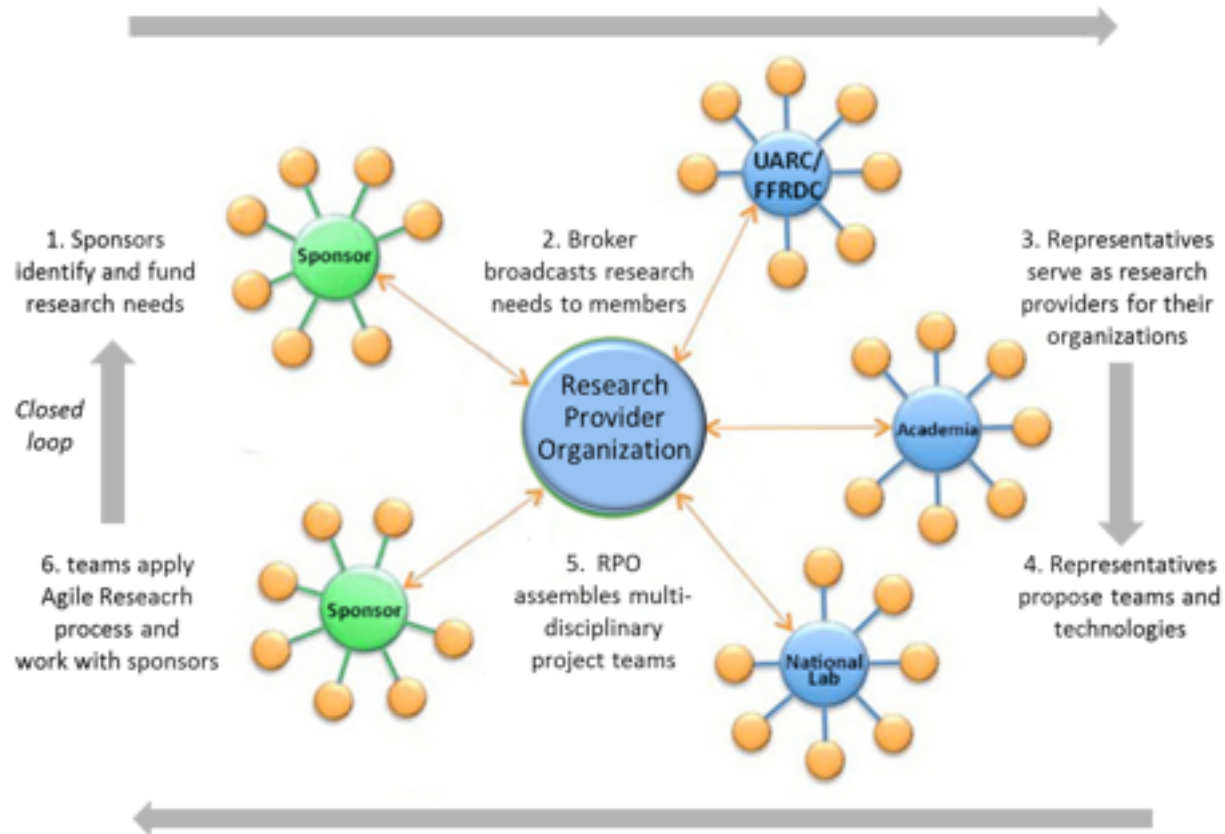 UARC/
FFRDC
1. Sponsors
identify and fund
research needs
Sponsor
2. Broker
broadcasts research
needs to members
3. Representatives
serve as research
providers for their
organizations
Closed
loop
Research
Provider
Organization
Academia
6. teams apply
Agile Reseacrh
process and
work with sponsors
Sponsor
5. RPO
assembles multi-
disciplinary
project teams
National
Lab
4. Representatives
propose teams and
technologies